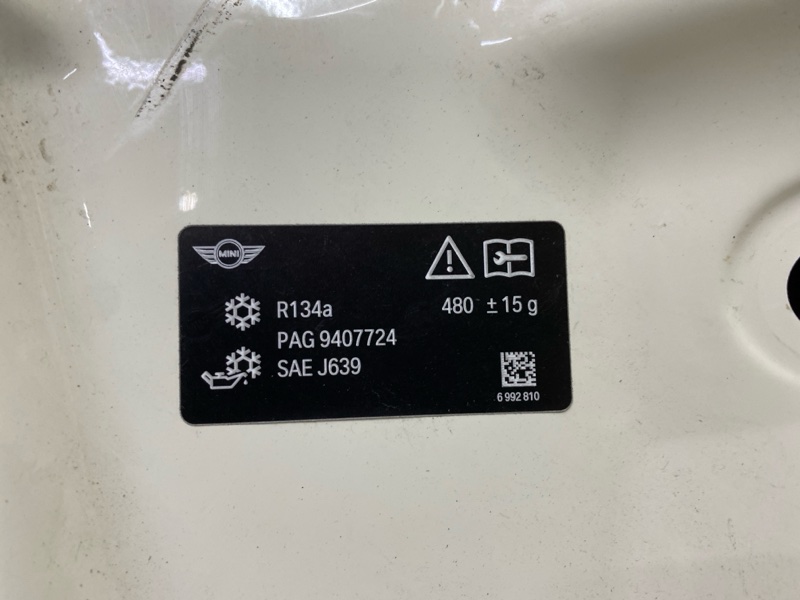 MINI
R134a 480 ±15 g
PAG 9407724
SAE J639
6 992 810